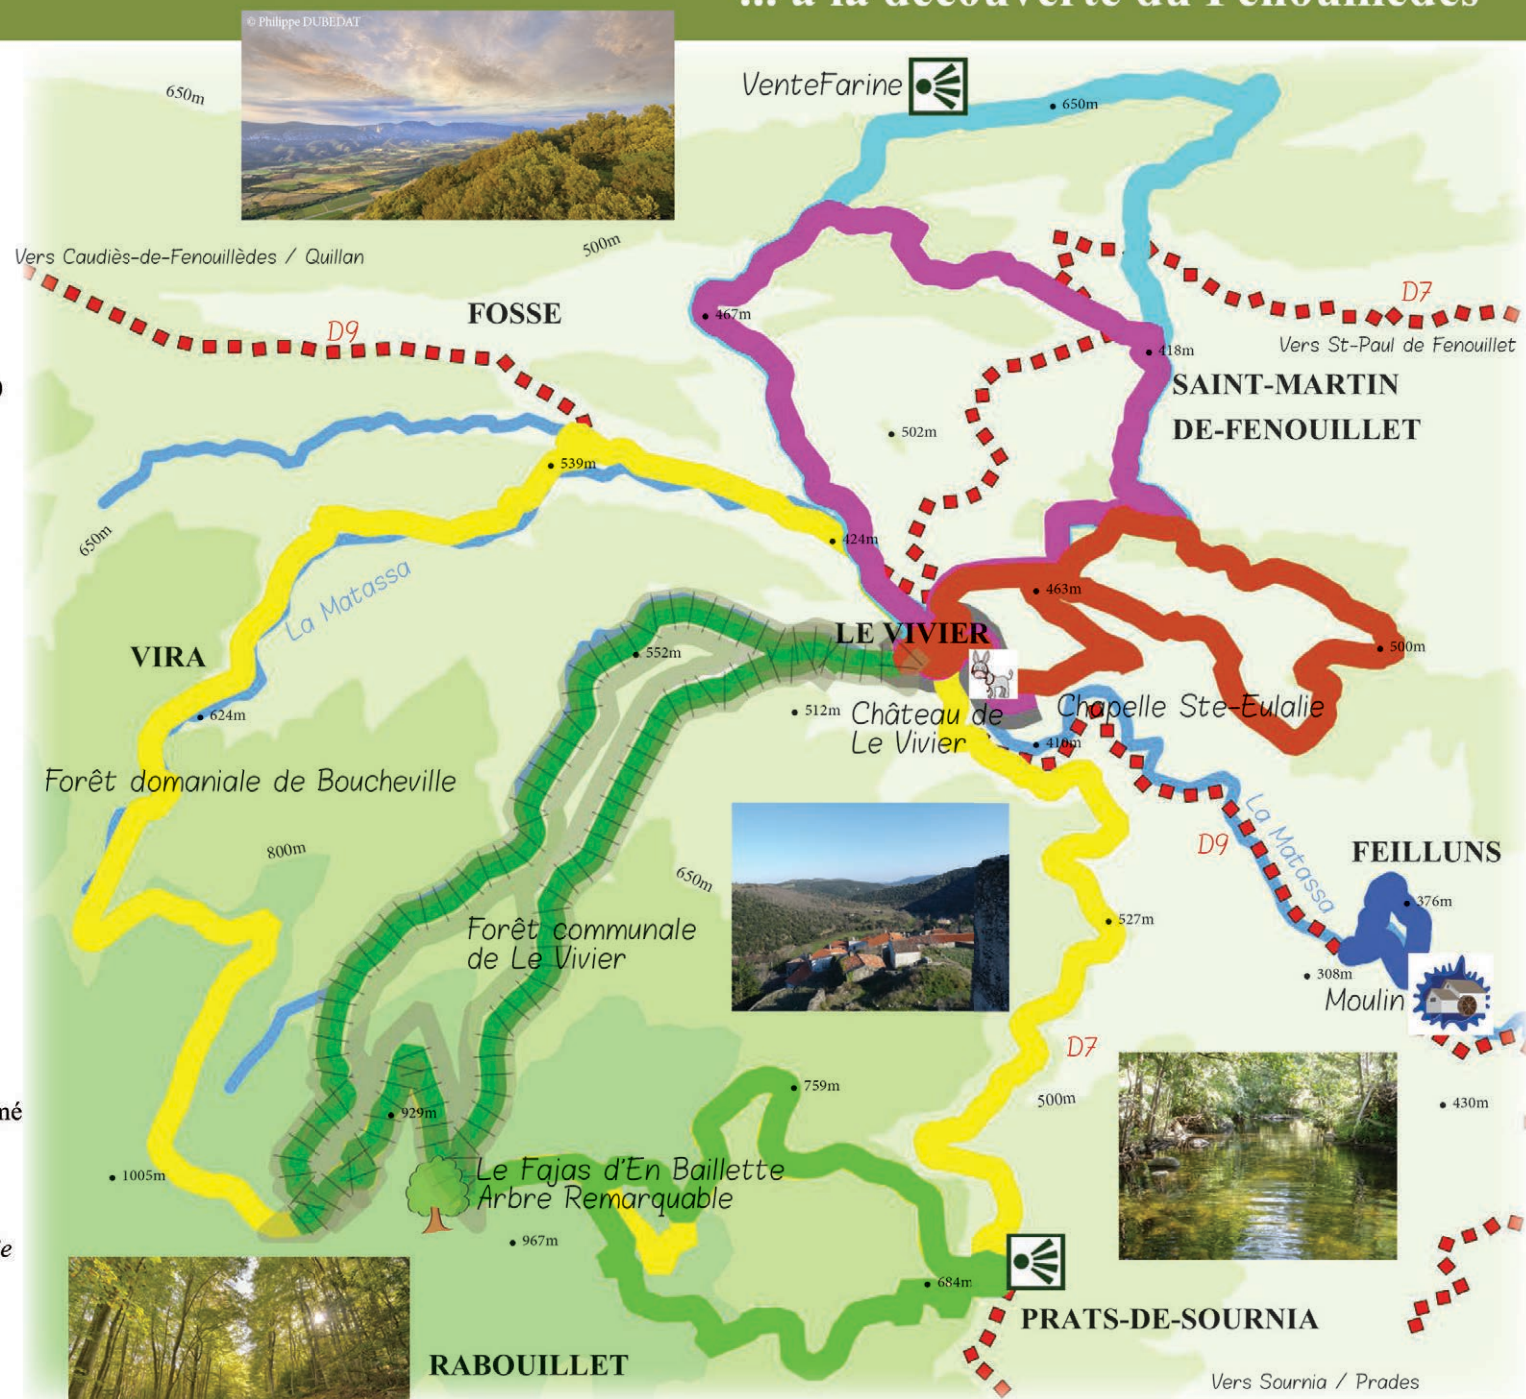 ... à la découverte du Fenouillèdes
© Philippe DUBEDAT
650m
VenteFarine
650m
Vers Caudiès-de-Fenouillèdes / Quillan
500m
D9
FOSSE
467m
D7
Vers St-Paul de Fenouillet
418m
SAINT-MARTIN
DE-FENOUILLET
502m
539m
650m
424m
La Matassa
463m
LE VIVIER
500m
VIRA
552m
624m
512m
Château de
Le Vivier
Chapelle Ste-Eulalie
410m
Forêt domaniale de Boucheville
800m
650m
La Matassa
D9
FEILLUNS
376m
527m
Forêt communale
de Le Vivier
308m
Moulin
D7
500m
759m
430m
929m
1005m
Le Fajas d'En Baillette
Arbre Remarquable
967m
684m
PRATS-DE-SOURNIA
RABOUILLET
Vers Sournia / Prades